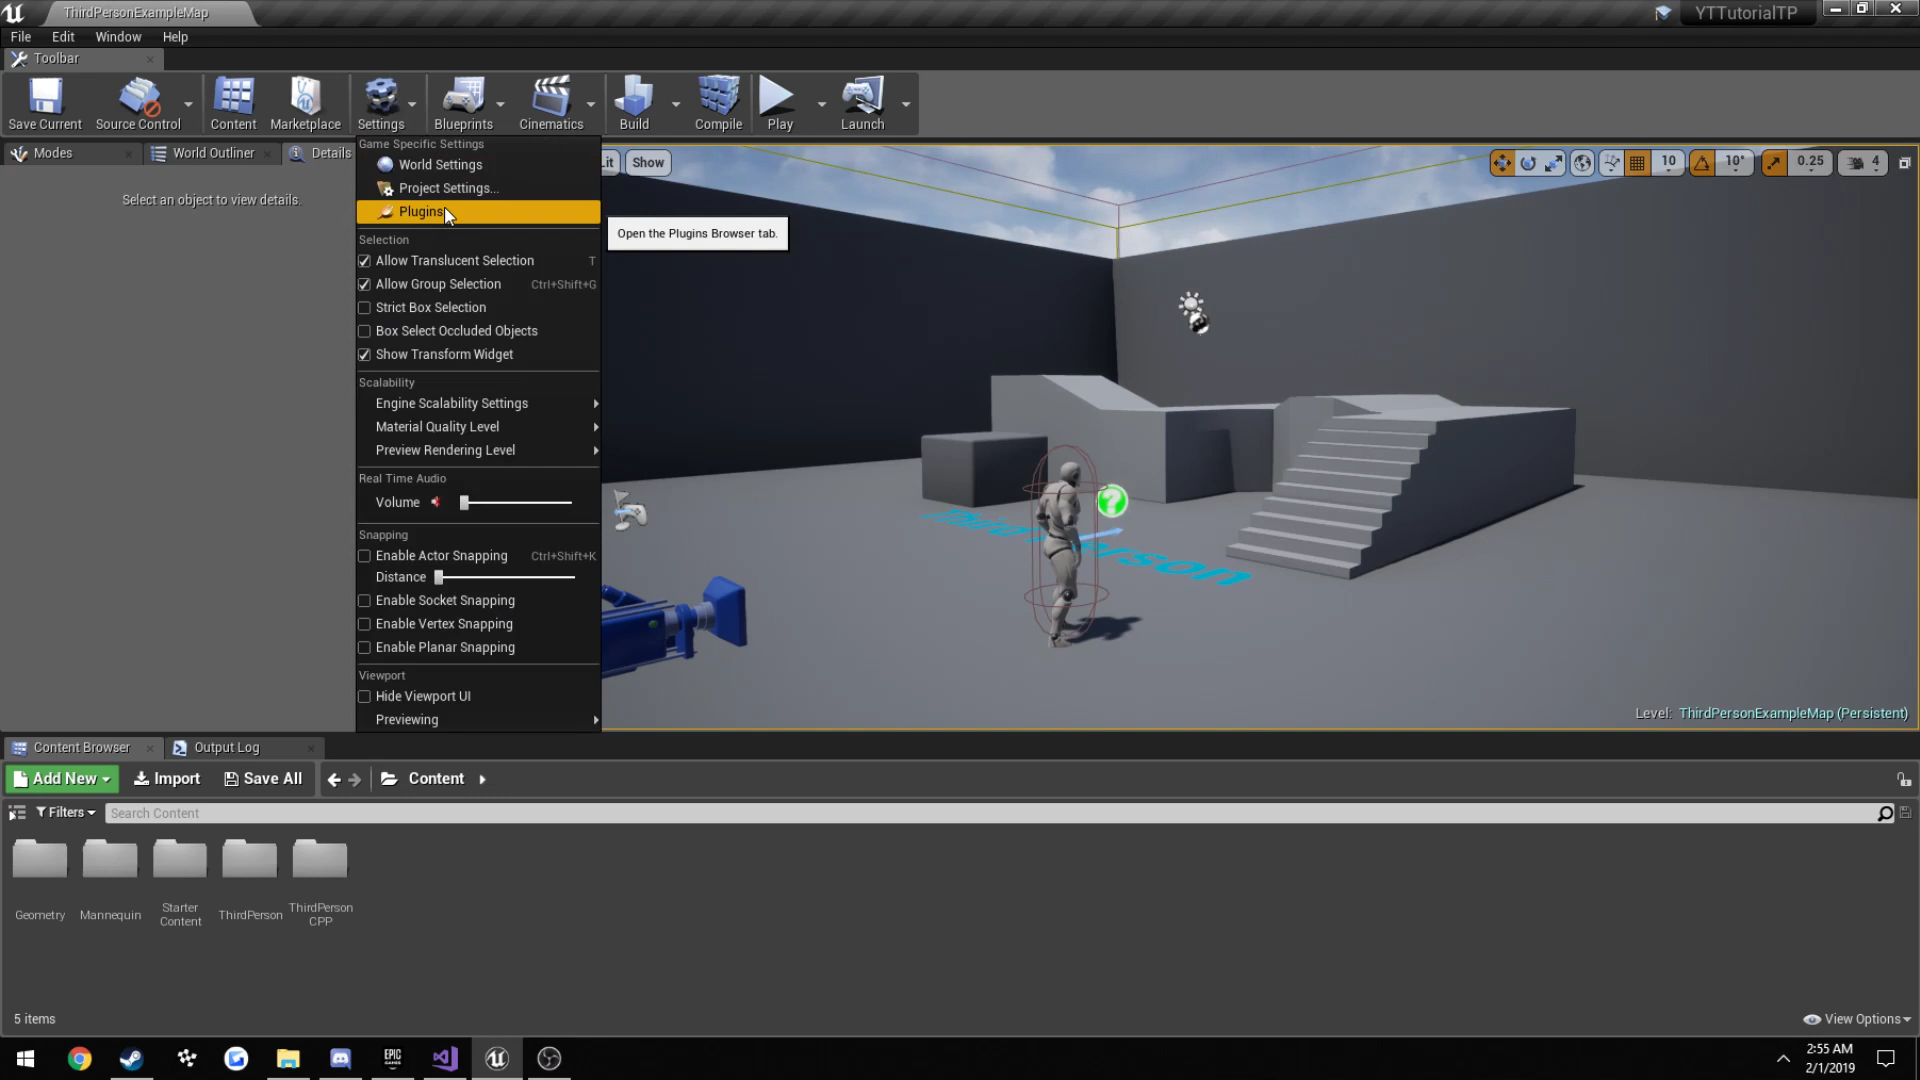 ThirdPersonExampleMap
YTTutorialTP
File Edit Window Help
Toolbar
Save Current
Source Control
Content
Marketplace
Settings
Blueprints
Cinematics
Build
Compile
Play
Launch
Modes
World Outliner
Details
Select an object to view details.
Game Specific Settings
World Settings
Project Settings...
Plugins
Open the Plugins Browser tab.
Selection
Allow Translucent Selection T
Allow Group Selection Ctrl+Shift+G
Strict Box Selection
Box Select Occluded Objects
Show Transform Widget
Scalability
Engine Scalability Settings
Material Quality Level
Preview Rendering Level
Real Time Audio
Volume
Snapping
Enable Actor Snapping Ctrl+Shift+K
Distance
Enable Socket Snapping
Enable Vertex Snapping
Enable Planar Snapping
Viewport
Hide Viewport UI
Previewing
Lit
Show
10
10°
0.25
4
Level: ThirdPersonExampleMap (Persistent)
Content Browser
Output Log
Add New
Import
Save All
Content
Filters
Search Content
Geometry
Mannequin
Starter
Content
ThirdPerson
ThirdPerson
CPP
5 items
View Options
EPIC
GAMES
2:55 AM
2/1/2019